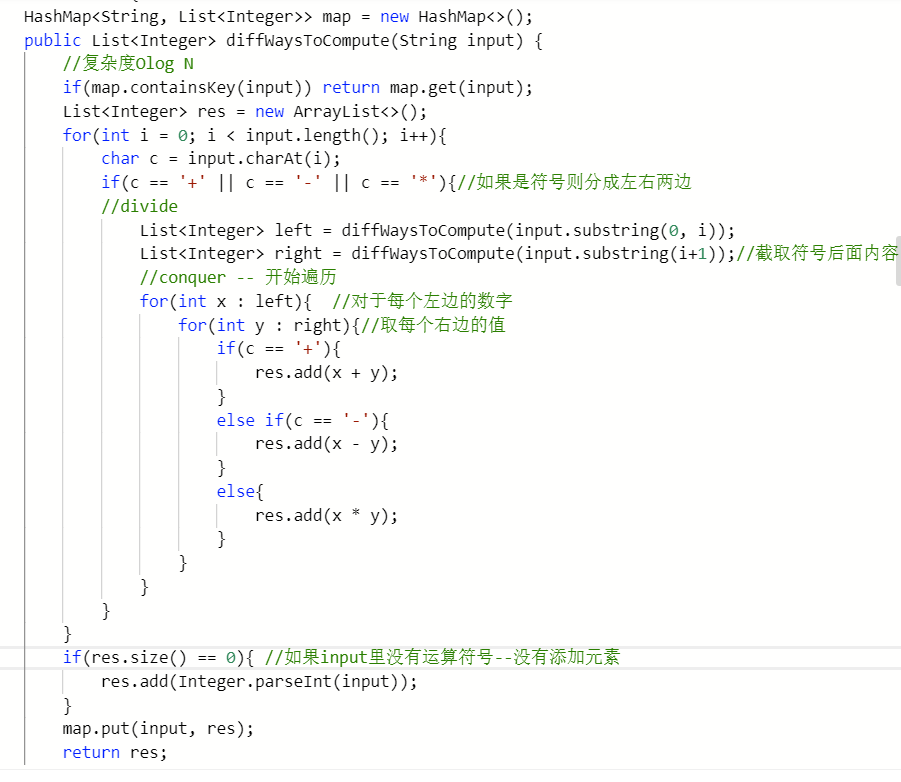 HashMap<String, List<Integer>> map = new HashMap<>();
public List<Integer> diffWaysToCompute(String input) {
//复杂度Olog N
if(map.containsKey(input)) return map.get(input);
List<Integer> res = new ArrayList<>();
for(int i = 0; i < input.length(); i++){
char c = input.charAt(i);
if(c == '+' || c == '-' || c == '*'){//如果是符号则分成左右两边
//divide
List<Integer> left = diffWaysToCompute(input.substring(0, i));
List<Integer> right = diffWaysToCompute(input.substring(i+1));//截取符号后面内容
//conquer -- 开始遍历
for(int x : left){  //对于每个左边的数字
for(int y : right){//取每个右边的值
if(c == '+'){
res.add(x + y);
}
else if(c == '-'){
res.add(x - y);
}
else{
res.add(x * y);
}
}
}
}
}
if(res.size() == 0){ //如果input里没有运算符号--没有添加元素
res.add(Integer.parseInt(input));
}
map.put(input, res);
return res;